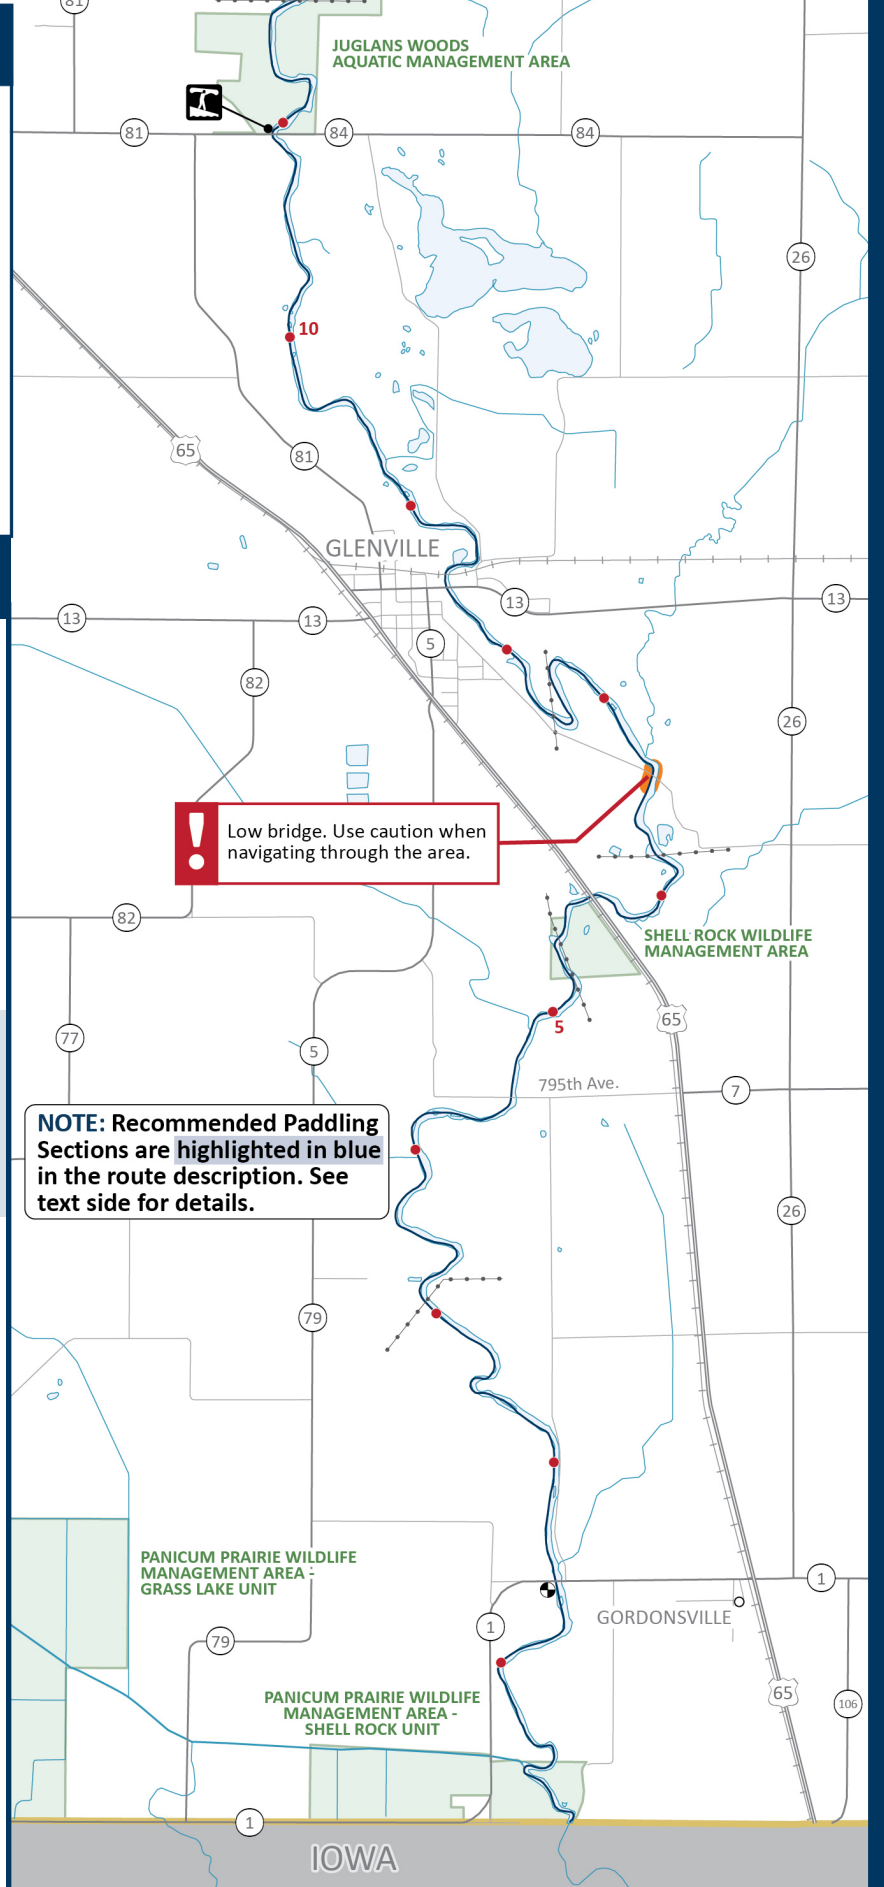 81
JUGLANS WOODS
AQUATIC MANAGEMENT AREA
81
84
84
26
10
65
81
GLENVILLE
13
13
13
13
5
82
26
!
Low bridge. Use caution when
navigating through the area.
82
SHELL ROCK WILDLIFE
MANAGEMENT AREA
65
5
77
5
795th Ave.
7
NOTE: Recommended Paddling
Sections are highlighted in blue
in the route description. See
text side for details.
26
79
PANICUM PRAIRIE WILDLIFE
MANAGEMENT AREA -
GRASS LAKE UNIT
1
GORDONSVILLE
1
79
65
106
PANICUM PRAIRIE WILDLIFE
MANAGEMENT AREA -
SHELL ROCK UNIT
1
IOWA